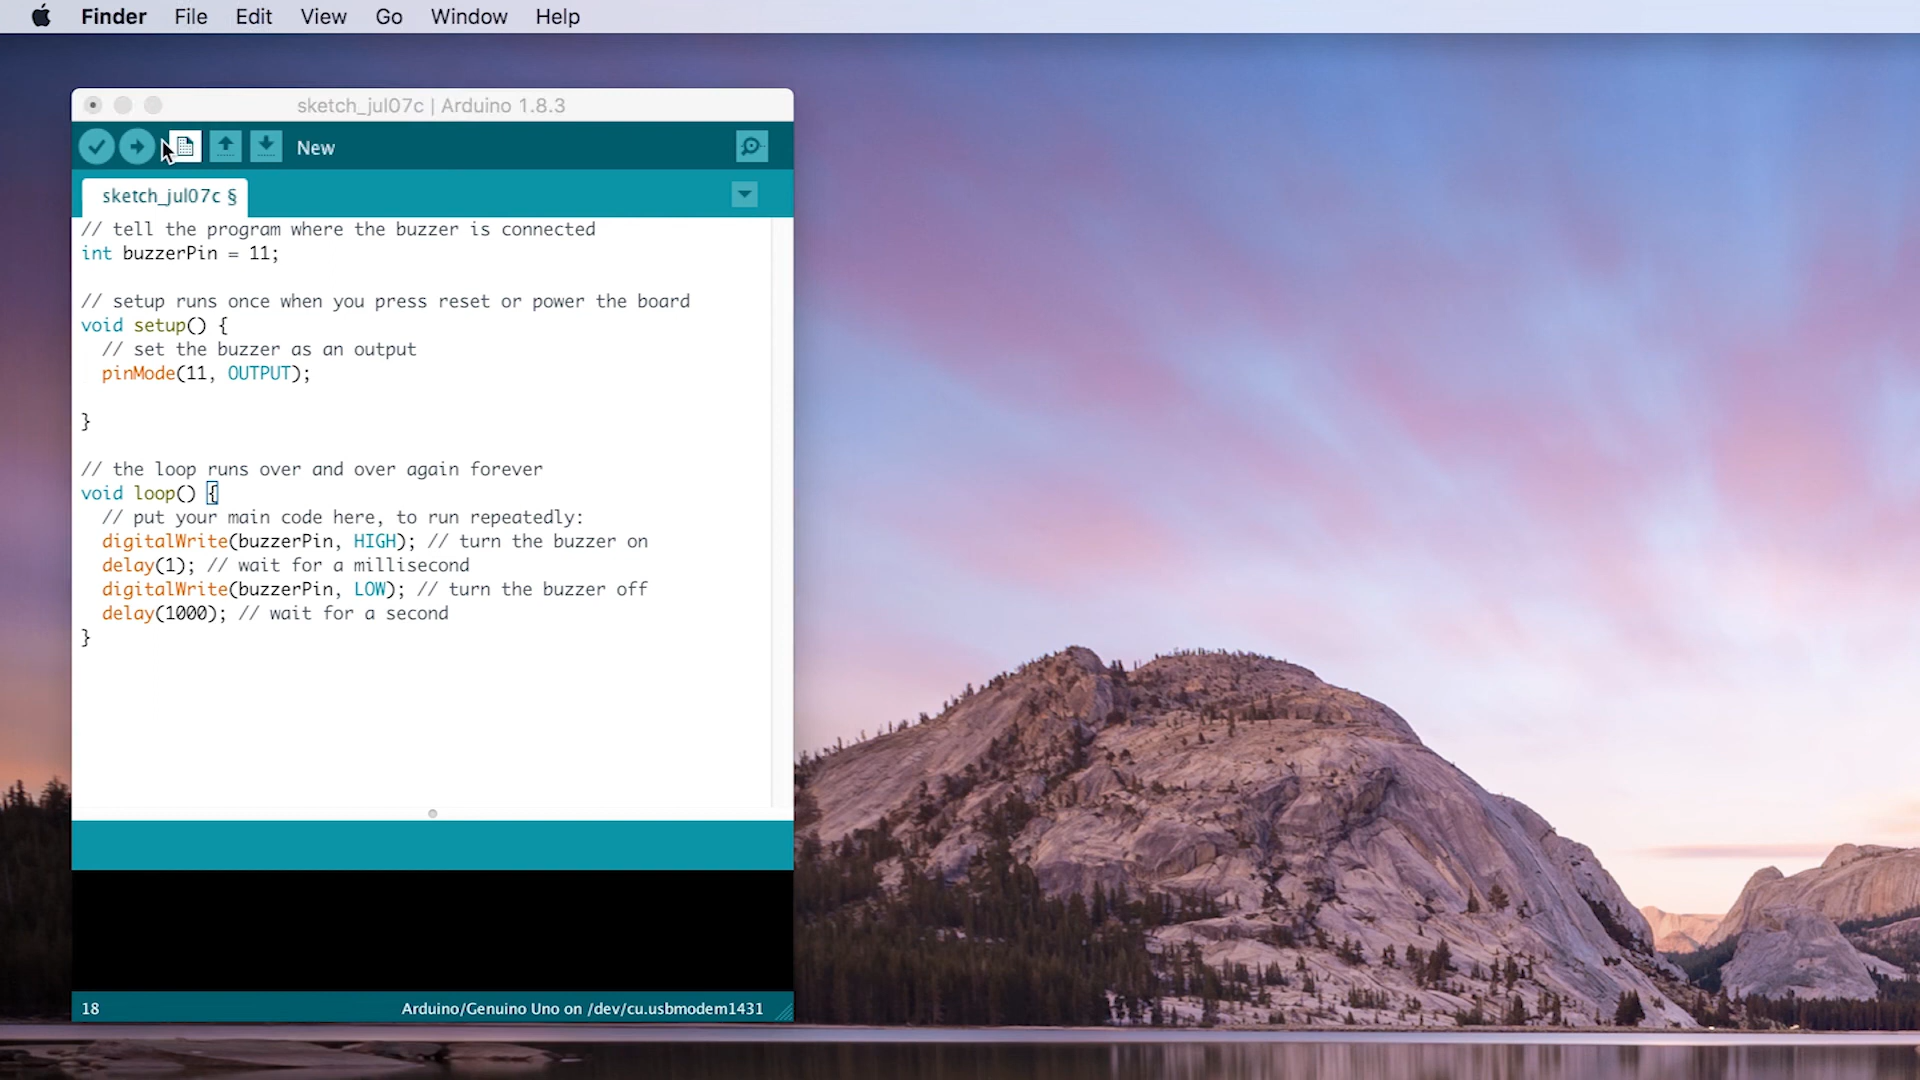 Finder File Edit View Go Window Help
sketch_jul07c | Arduino 1.8.3
New
sketch_jul07c §
// tell the program where the buzzer is connected
int buzzerPin = 11;
// setup runs once when you press reset or power the board
void setup() {
// set the buzzer as an output
pinMode(11, OUTPUT);
}
// the loop runs over and over again forever
void loop() {
// put your main code here, to run repeatedly:
digitalWrite(buzzerPin, HIGH); // turn the buzzer on
delay(1); // wait for a millisecond
digitalWrite(buzzerPin, LOW); // turn the buzzer off
delay(1000); // wait for a second
}
18 Arduino/Genuino Uno on /dev/cu.usbmodem1431